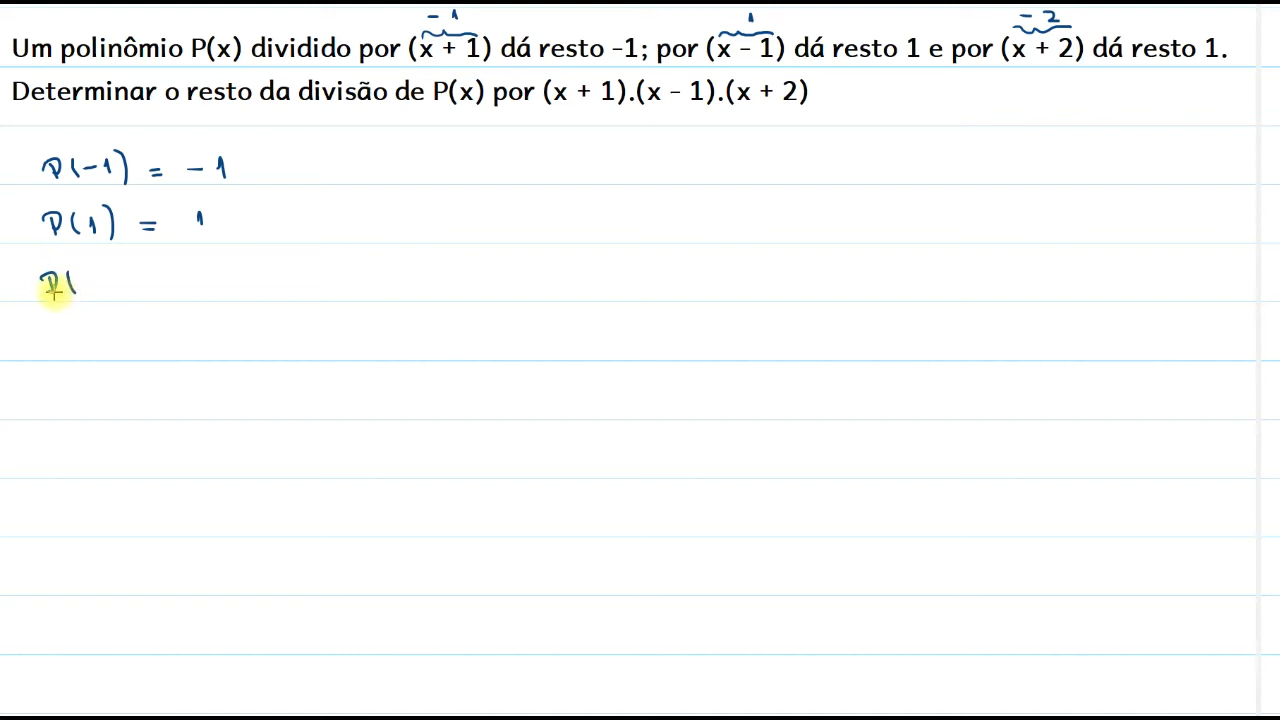 -1 1 -2
Um polinômio P(x) dividido por (x + 1) dá resto -1; por (x - 1) dá resto 1 e por (x + 2) dá resto 1.
Determinar o resto da divisão de P(x) por (x + 1).(x - 1).(x + 2)
P(-1) = -1
P(1) = 1
P(